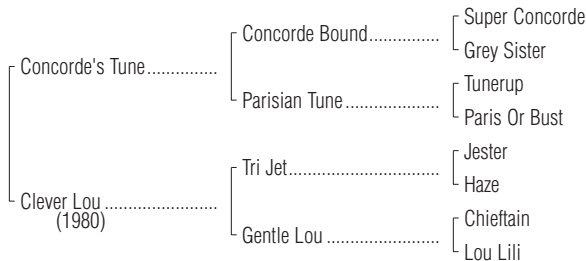 Super Concorde
Concorde Bound..................
Grey Sister
Concorde's Tune..............
Tunerup
Parisian Tune ........................
Paris Or Bust
Jester
Tri Jet......................................
Haze
Clever Lou ........................
(1980)
Chieftain
Gentle Lou ............................
Lou Lili